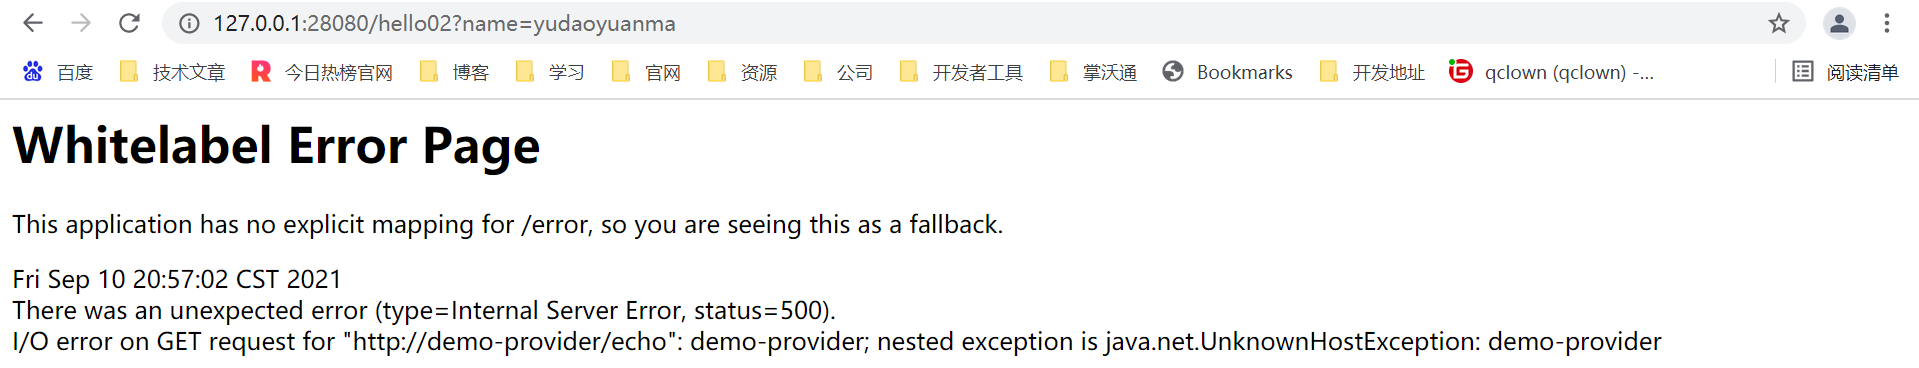 127.0.0.1:28080/hello02?name=yudaoyuanma
百度 技术文章 今日热榜官网 博客 学习 官网 资源 公司 开发者工具 掌沃通 Bookmarks 开发地址 qclown (qclown) -... 阅读清单
Whitelabel Error Page
This application has no explicit mapping for /error, so you are seeing this as a fallback.
Fri Sep 10 20:57:02 CST 2021
There was an unexpected error (type=Internal Server Error, status=500).
I/O error on GET request for "http://demo-provider/echo": demo-provider; nested exception is java.net.UnknownHostException: demo-provider